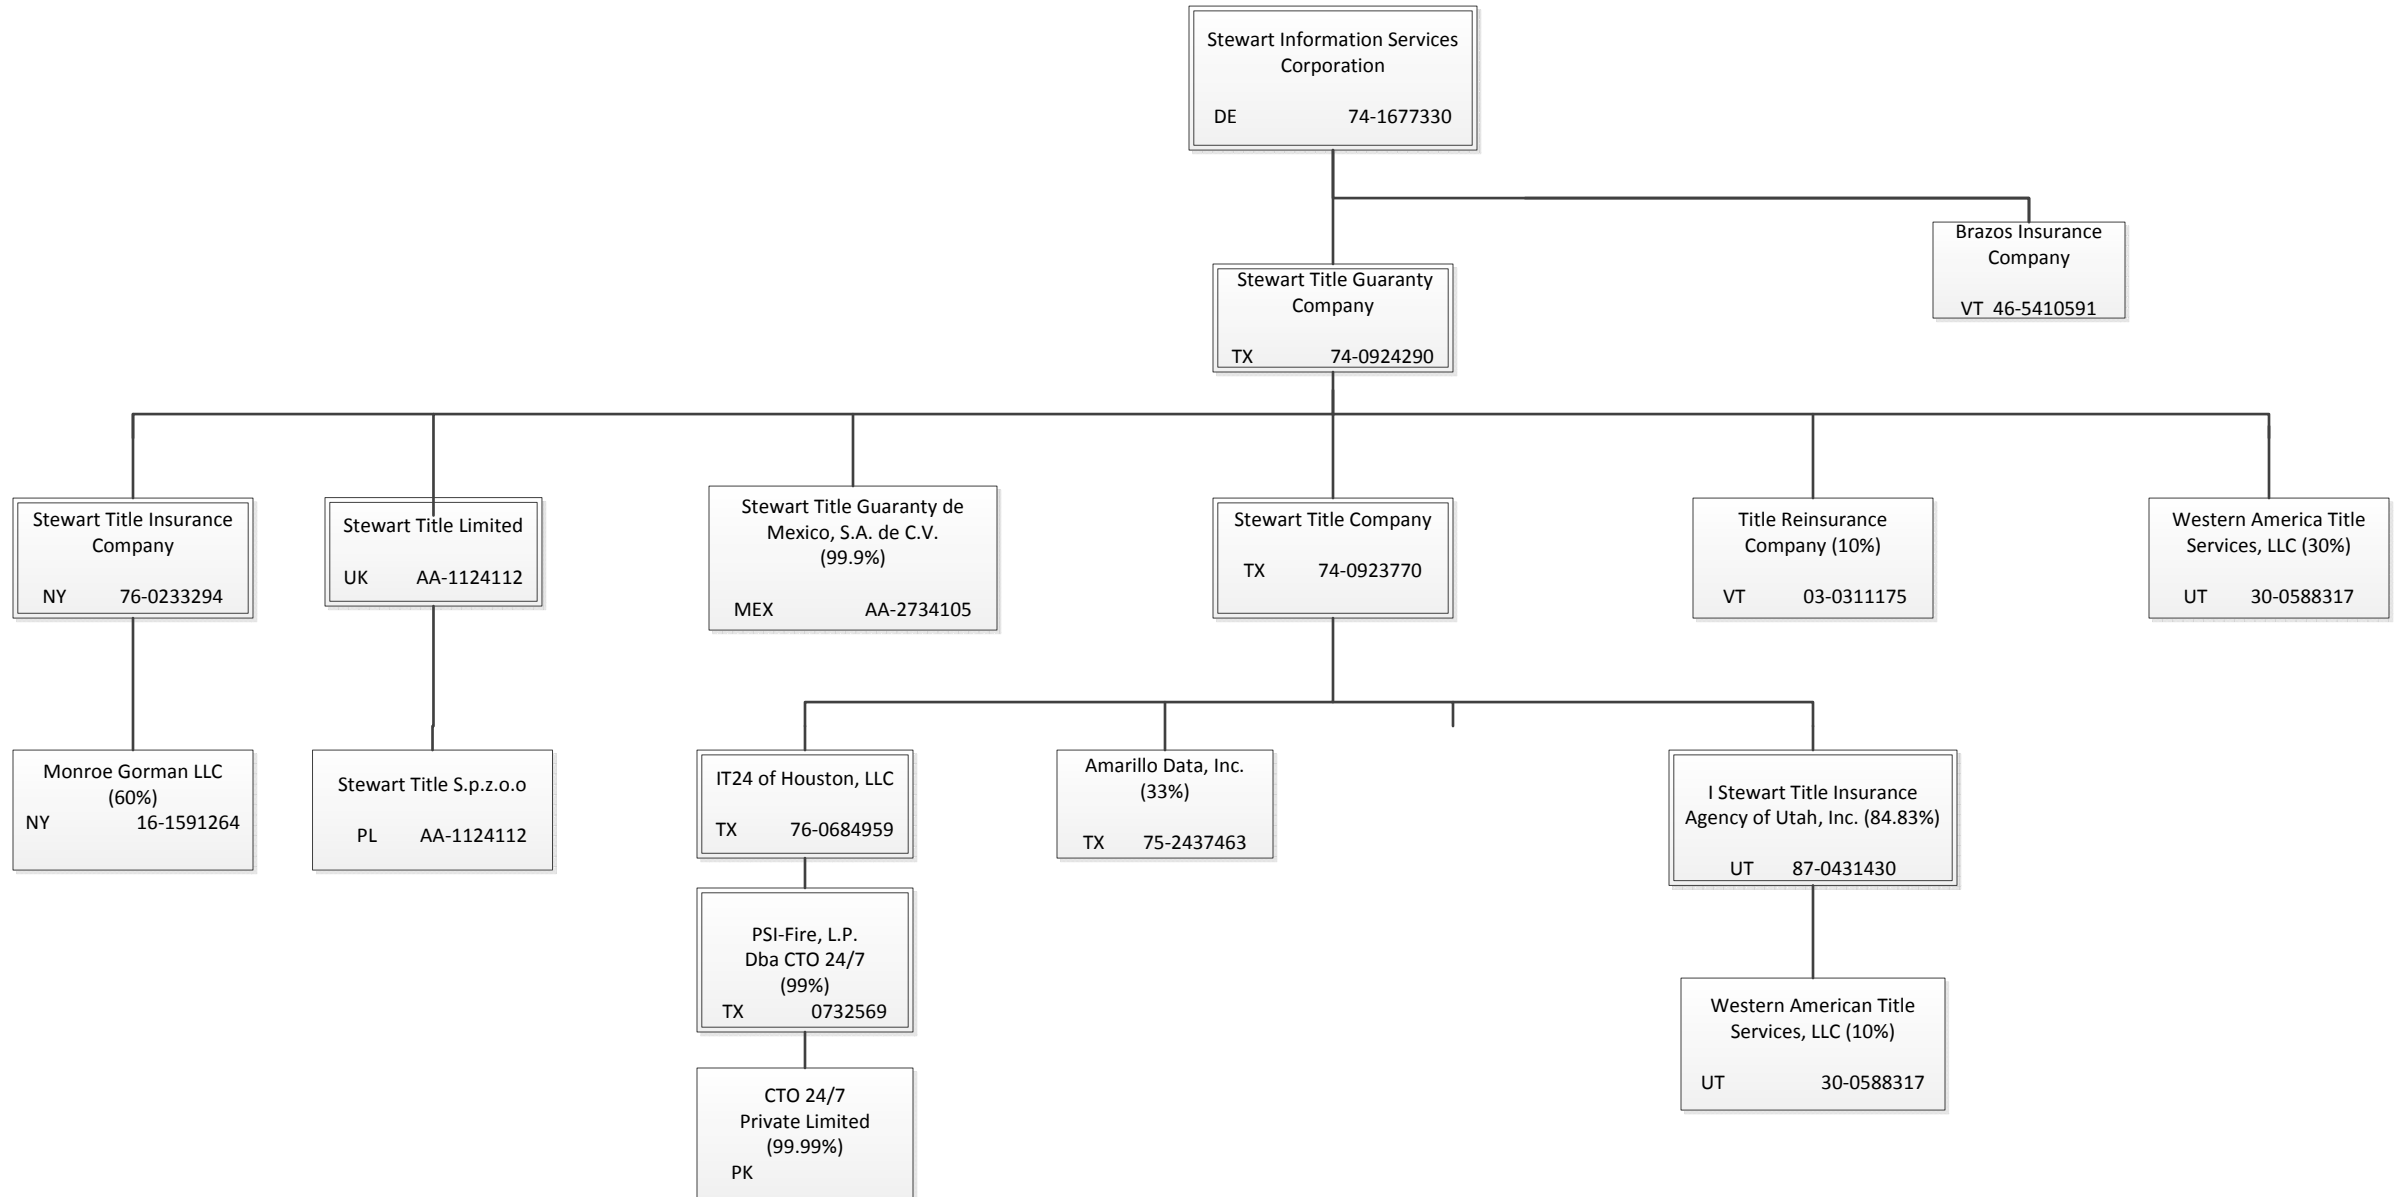 Stewart Information Services
Corporation
DE 74-1677330
Brazos Insurance
Company
VT 46-5410591
Stewart Title Guaranty
Company
TX 74-0924290
Stewart Title Insurance
Company
NY 76-0233294
Stewart Title Limited
UK AA-1124112
Stewart Title Guaranty de
Mexico, S.A. de C.V.
(99.9%)
MEX AA-2734105
Stewart Title Company
TX 74-0923770
Title Reinsurance
Company (10%)
VT 03-0311175
Western America Title
Services, LLC (30%)
UT 30-0588317
Monroe Gorman LLC
(60%)
NY 16-1591264
Stewart Title S.p.z.o.o
PL AA-1124112
IT24 of Houston, LLC
TX 76-0684959
Amarillo Data, Inc.
(33%)
TX 75-2437463
I Stewart Title Insurance
Agency of Utah, Inc. (84.83%)
UT 87-0431430
PSI-Fire, L.P.
Dba CTO 24/7
(99%)
TX 0732569
Western American Title
Services, LLC (10%)
UT 30-0588317
CTO 24/7
Private Limited
(99.99%)
PK